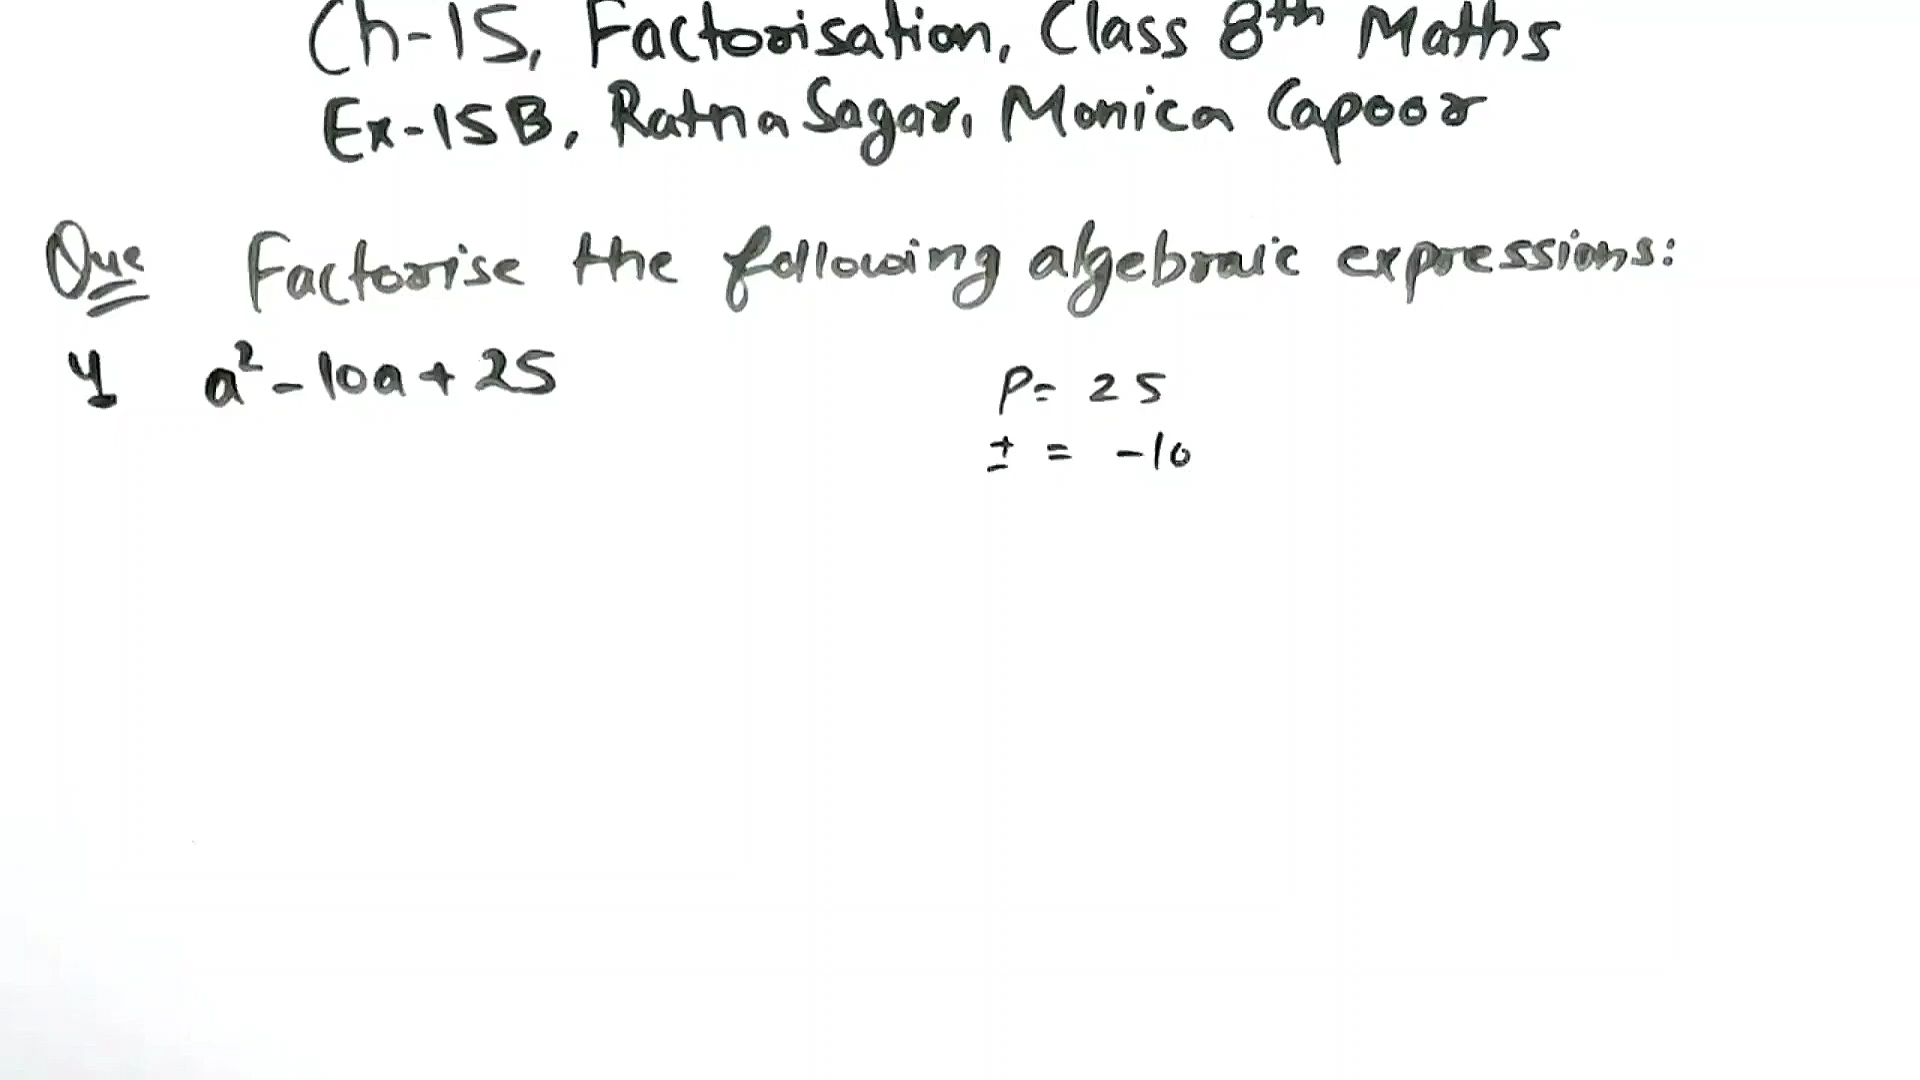 Ch-15, Factorisation, Class 8th Maths
Ex-15B, Ratna Sagar, Monica Capoor
Que Factorise the following algebraic expressions:
4 a² - 10a + 25
P = 25
± = -10